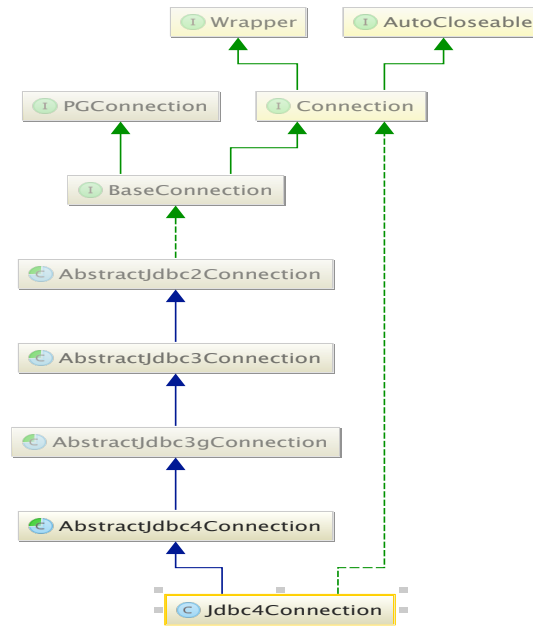 I Wrapper
I AutoCloseable
I PGConnection
I Connection
I BaseConnection
C AbstractJdbc2Connection
C AbstractJdbc3Connection
C AbstractJdbc3gConnection
C AbstractJdbc4Connection
C Jdbc4Connection